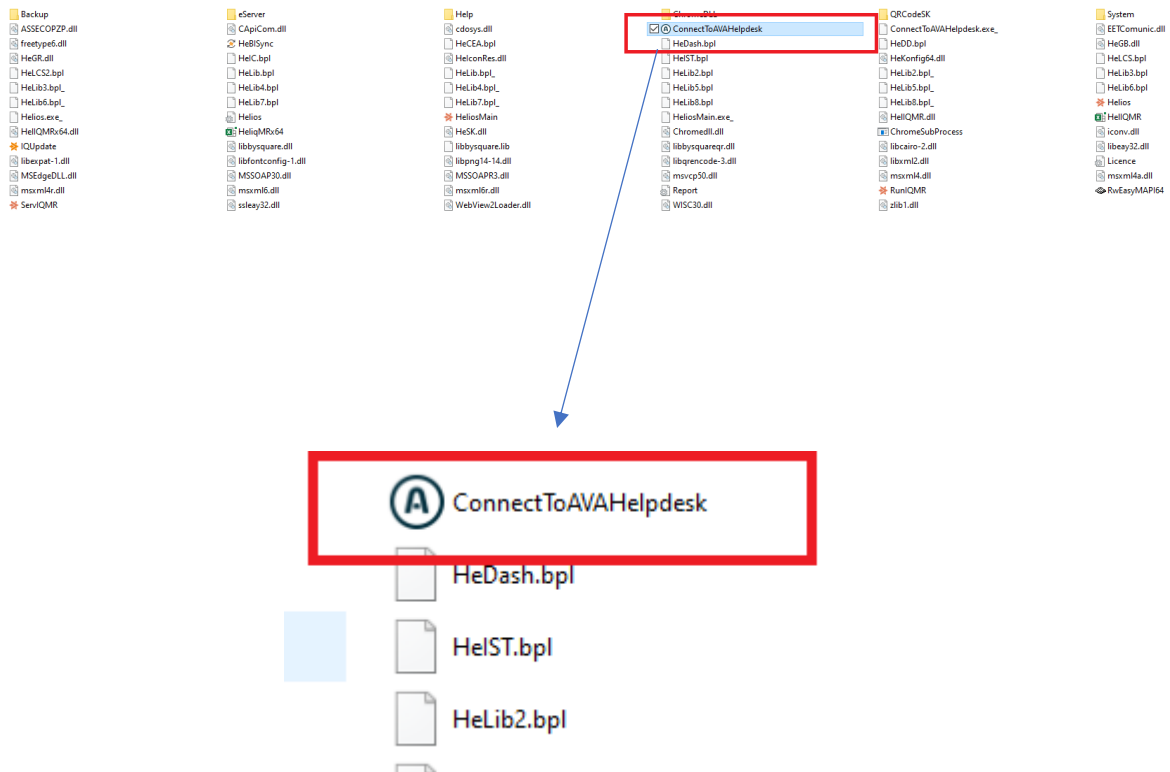 Backup eServer Help ChromeDLL QRCodeSK System
ASSECOPZP.dll CApiCom.dll cdosys.dll ConnectToAVAHelpdesk ConnectToAVAHelpdesk.exe_ EETComunic.dll
freetype6.dll HeBISync HeCEA.bpl HeDash.bpl HeDD.bpl HeGB.dll
HeGR.dll HeIC.bpl HeIconRes.dll HeIST.bpl HeKonfig64.dll HeLCS.bpl
HeLCS2.bpl HeLib.bpl HeLib.bpl_ HeLib2.bpl HeLib2.bpl_ HeLib3.bpl
HeLib3.bpl_ HeLib4.bpl HeLib4.bpl_ HeLib5.bpl HeLib5.bpl_ HeLib6.bpl
HeLib6.bpl_ HeLib7.bpl HeLib7.bpl_ HeLib8.bpl HeLib8.bpl_ Helios
Helios.exe_ Helios HeliosMain HeliosMain.exe_ HelIQMR.dll HelIQMR
HelIQMRx64.dll HeliqMRx64 HeSK.dll Chromedll.dll ChromeSubProcess iconv.dll
IQUpdate libbysquare.dll libbysquare.lib libbysquareqr.dll libcairo-2.dll libeay32.dll
libexpat-1.dll libfontconfig-1.dll libpng14-14.dll libqrencode-3.dll libxml2.dll Licence
MSEdgeDLL.dll MSSOAP30.dll MSSOAPR3.dll msvcp50.dll msxml4.dll msxml4a.dll
msxml4r.dll msxml6.dll msxml6r.dll Report RunIQMR RwEasyMAPI64
ServIQMR ssleay32.dll WebView2Loader.dll WISC30.dll zlib1.dll
ConnectToAVAHelpdesk
HeDash.bpl
HeIST.bpl
HeLib2.bpl